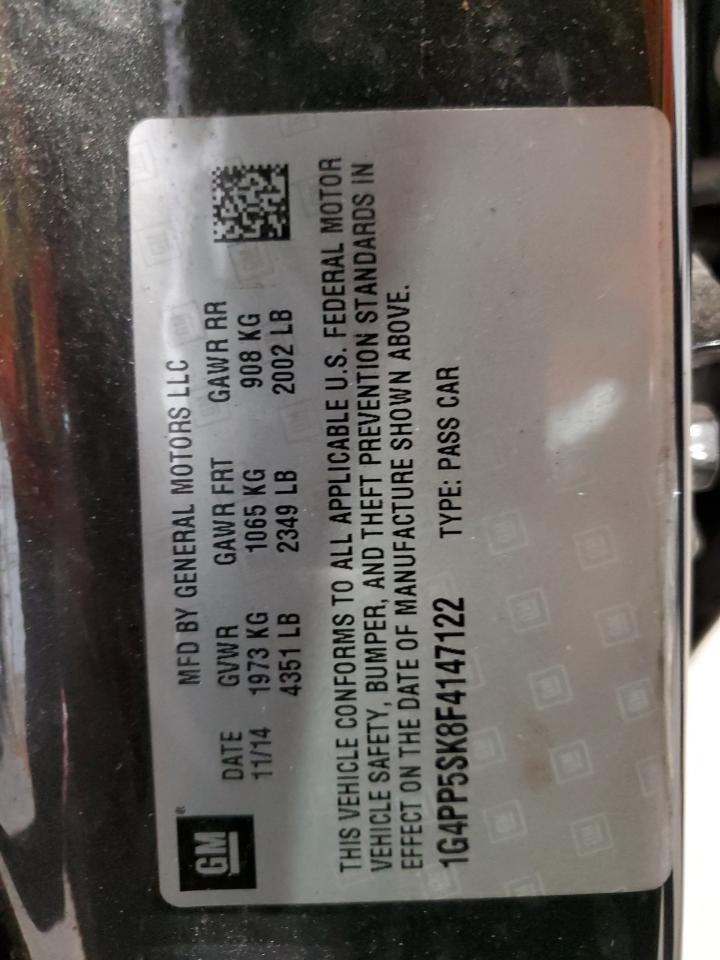 GM®
MFD BY GENERAL MOTORS LLC
DATE GVWR GAWR FRT GAWR RR
11/14 1973 KG 1065 KG 908 KG
4351 LB 2349 LB 2002 LB
THIS VEHICLE CONFORMS TO ALL APPLICABLE U.S. FEDERAL MOTOR
VEHICLE SAFETY, BUMPER, AND THEFT PREVENTION STANDARDS IN
EFFECT ON THE DATE OF MANUFACTURE SHOWN ABOVE.
1G4PP5SK8F4147122 TYPE: PASS CAR